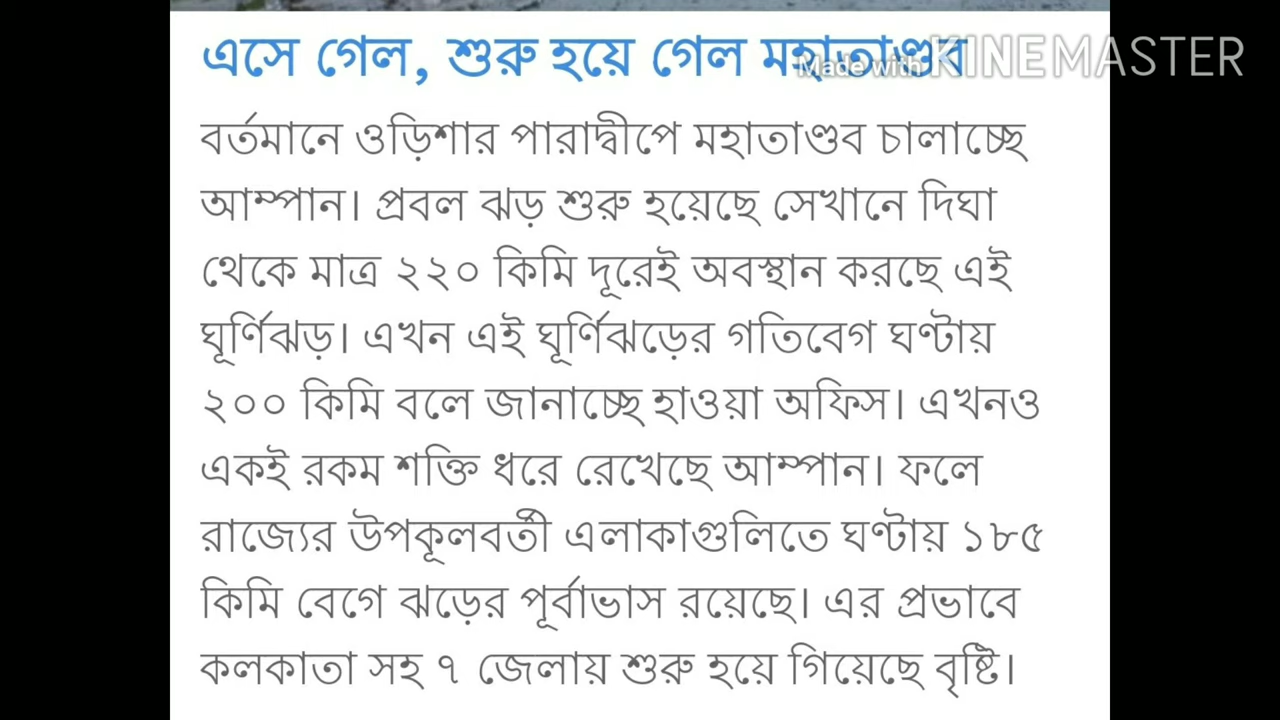 এসে গেল, শুরু হয়ে গেল মহাতাণ্ডব
Made with KINEMASTER
বর্তমানে ওড়িশার পারাদ্বীপে মহাতাণ্ডব চালাচ্ছে
আম্পান। প্রবল ঝড় শুরু হয়েছে সেখানে দিঘা
থেকে মাত্র ২২০ কিমি দূরেই অবস্থান করছে এই
ঘূর্ণিঝড়। এখন এই ঘূর্ণিঝড়ের গতিবেগ ঘণ্টায়
২০০ কিমি বলে জানাচ্ছে হাওয়া অফিস। এখনও
একই রকম শক্তি ধরে রেখেছে আম্পান। ফলে
রাজ্যের উপকূলবর্তী এলাকাগুলিতে ঘণ্টায় ১৮৫
কিমি বেগে ঝড়ের পূর্বাভাস রয়েছে। এর প্রভাবে
কলকাতা সহ ৭ জেলায় শুরু হয়ে গিয়েছে বৃষ্টি।